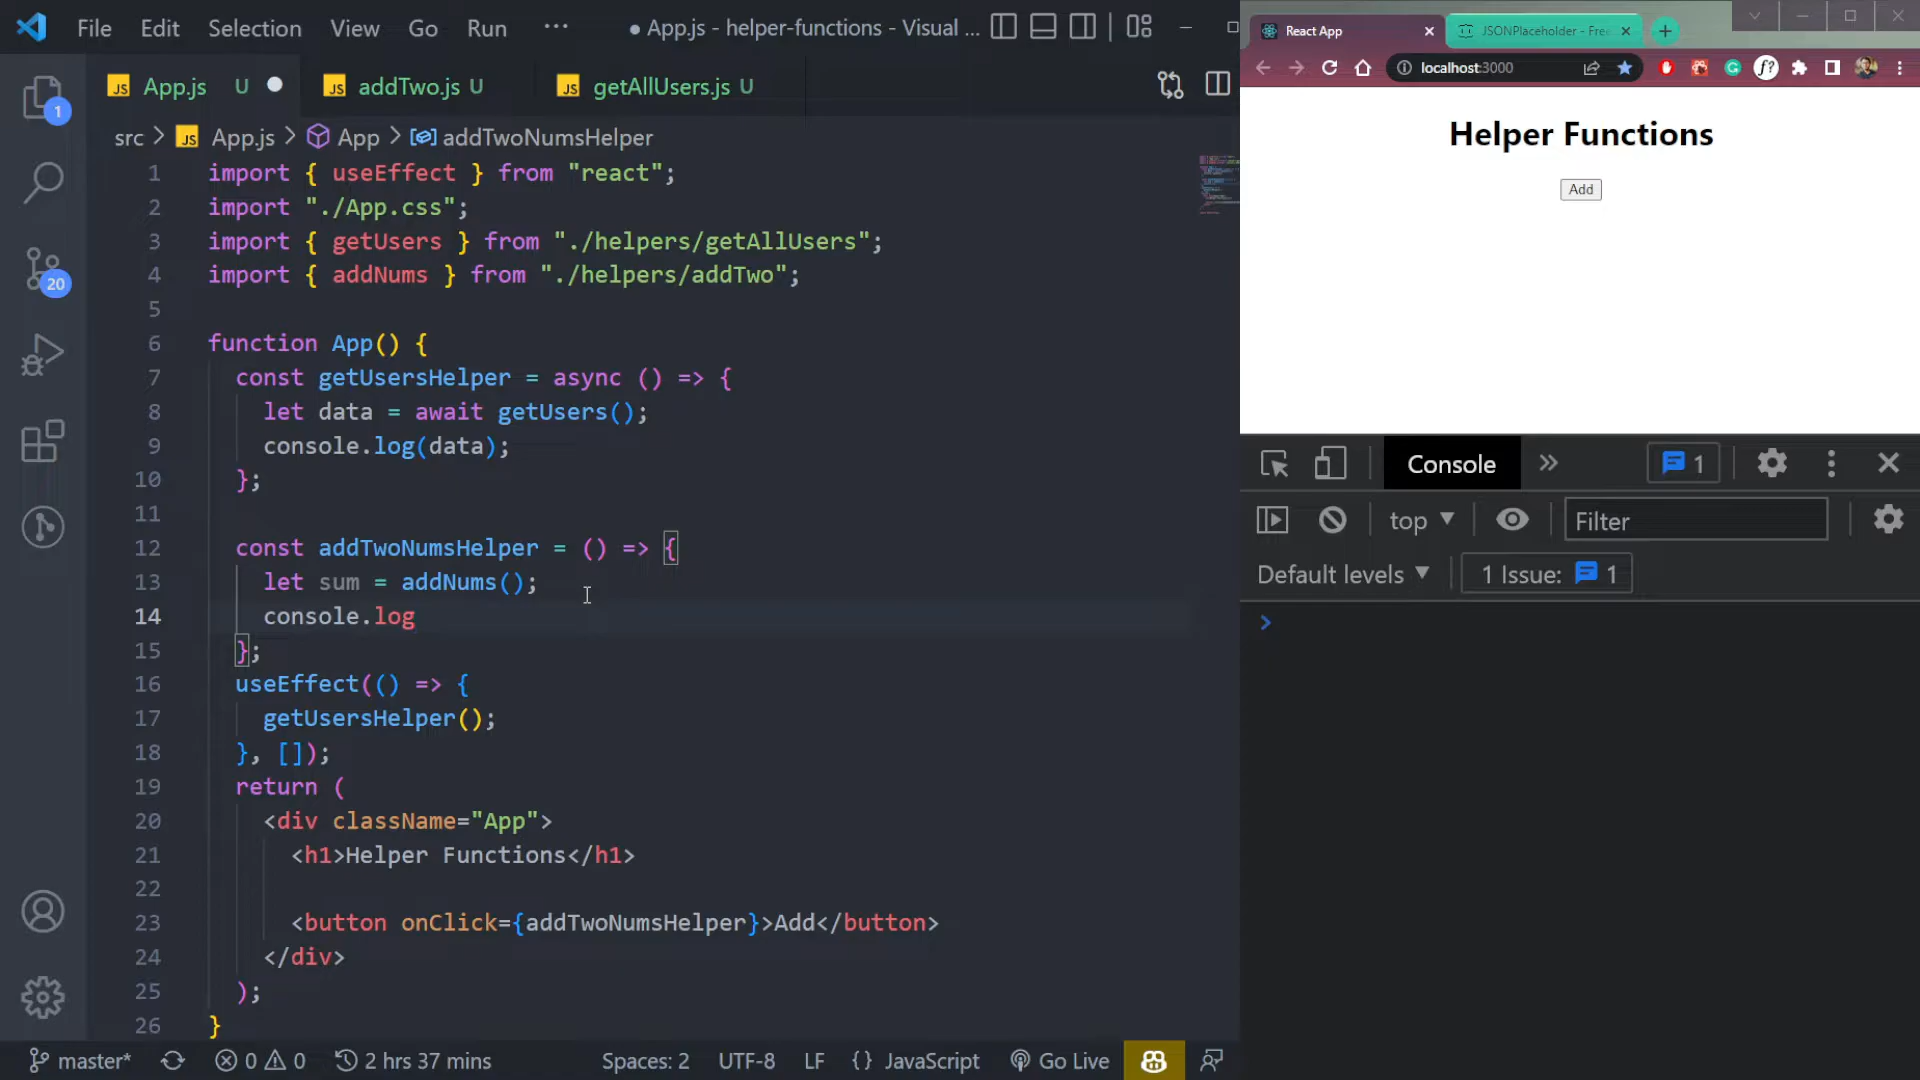 File Edit Selection View Go Run ··· ● App.js - helper-functions - Visual ...
App.js U ● addTwo.js U getAllUsers.js U
src > App.js > App > addTwoNumsHelper
1 import { useEffect } from "react";
2 import "./App.css";
3 import { getUsers } from "./helpers/getAllUsers";
4 import { addNums } from "./helpers/addTwo";
5
6 function App() {
7 const getUsersHelper = async () => {
8 let data = await getUsers();
9 console.log(data);
10 };
11
12 const addTwoNumsHelper = () => {
13 let sum = addNums();
14 console.log
15 };
16 useEffect(() => {
17 getUsersHelper();
18 }, []);
19 return (
20 <div className="App">
21 <h1>Helper Functions</h1>
22
23 <button onClick={addTwoNumsHelper}>Add</button>
24 </div>
25 );
26 }
1
20
master* 0 0 2 hrs 37 mins Spaces: 2 UTF-8 LF {} JavaScript Go Live
React App JSONPlaceholder - Free
localhost:3000
Helper Functions
Add
Console 1
top Filter
Default levels 1 Issue: 1